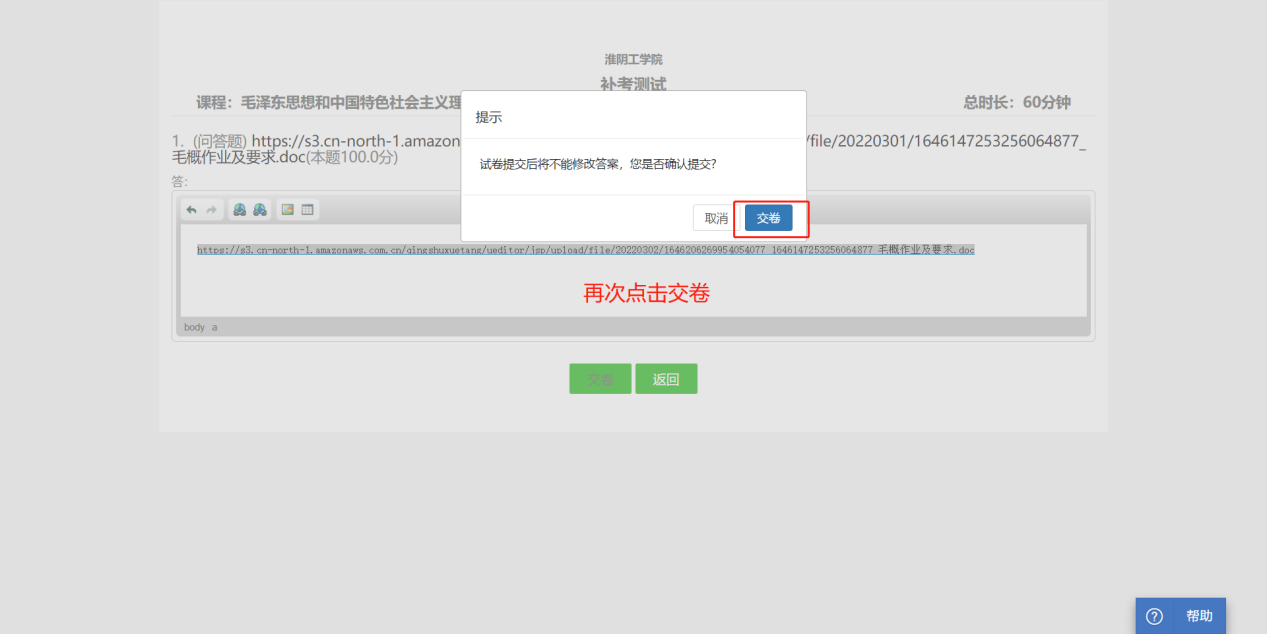 淮阴工学院
补考测试
课程：毛泽东思想和中国特色社会主义理
总时长：60分钟
提示
试卷提交后将不能修改答案，您是否确认提交?
取消
交卷
1. (问答题) https://s3.cn-north-1.amazon /file/20220301/1646147253256064877_
毛概作业及要求.doc(本题100.0分)
答:
https://s3.cn-north-1.amazonaws.com.cn/qingshuxuetang/ueditor/jsp/upload/file/20220302/1646206269954054077_1646147253256064877_毛概作业及要求.doc
再次点击交卷
body a
交卷
返回
帮助